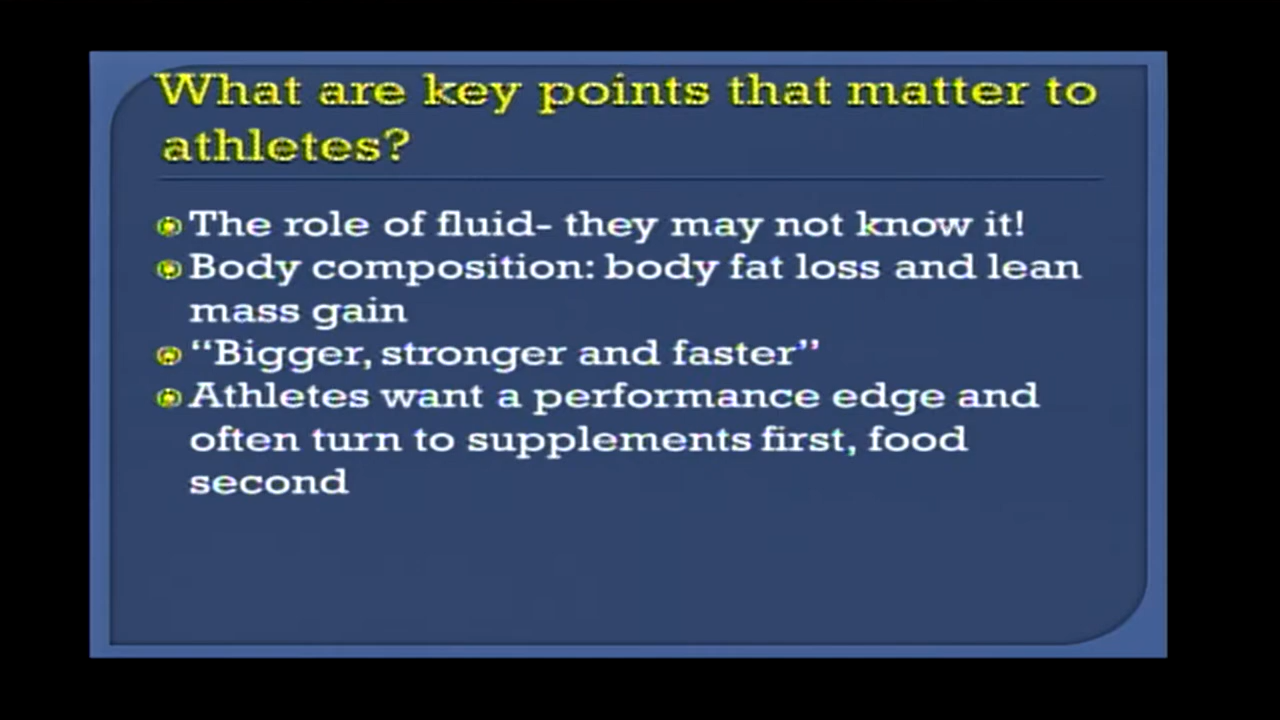 What are key points that matter to
athletes?
The role of fluid- they may not know it!
Body composition: body fat loss and lean
mass gain
“Bigger, stronger and faster”
Athletes want a performance edge and
often turn to supplements first, food
second